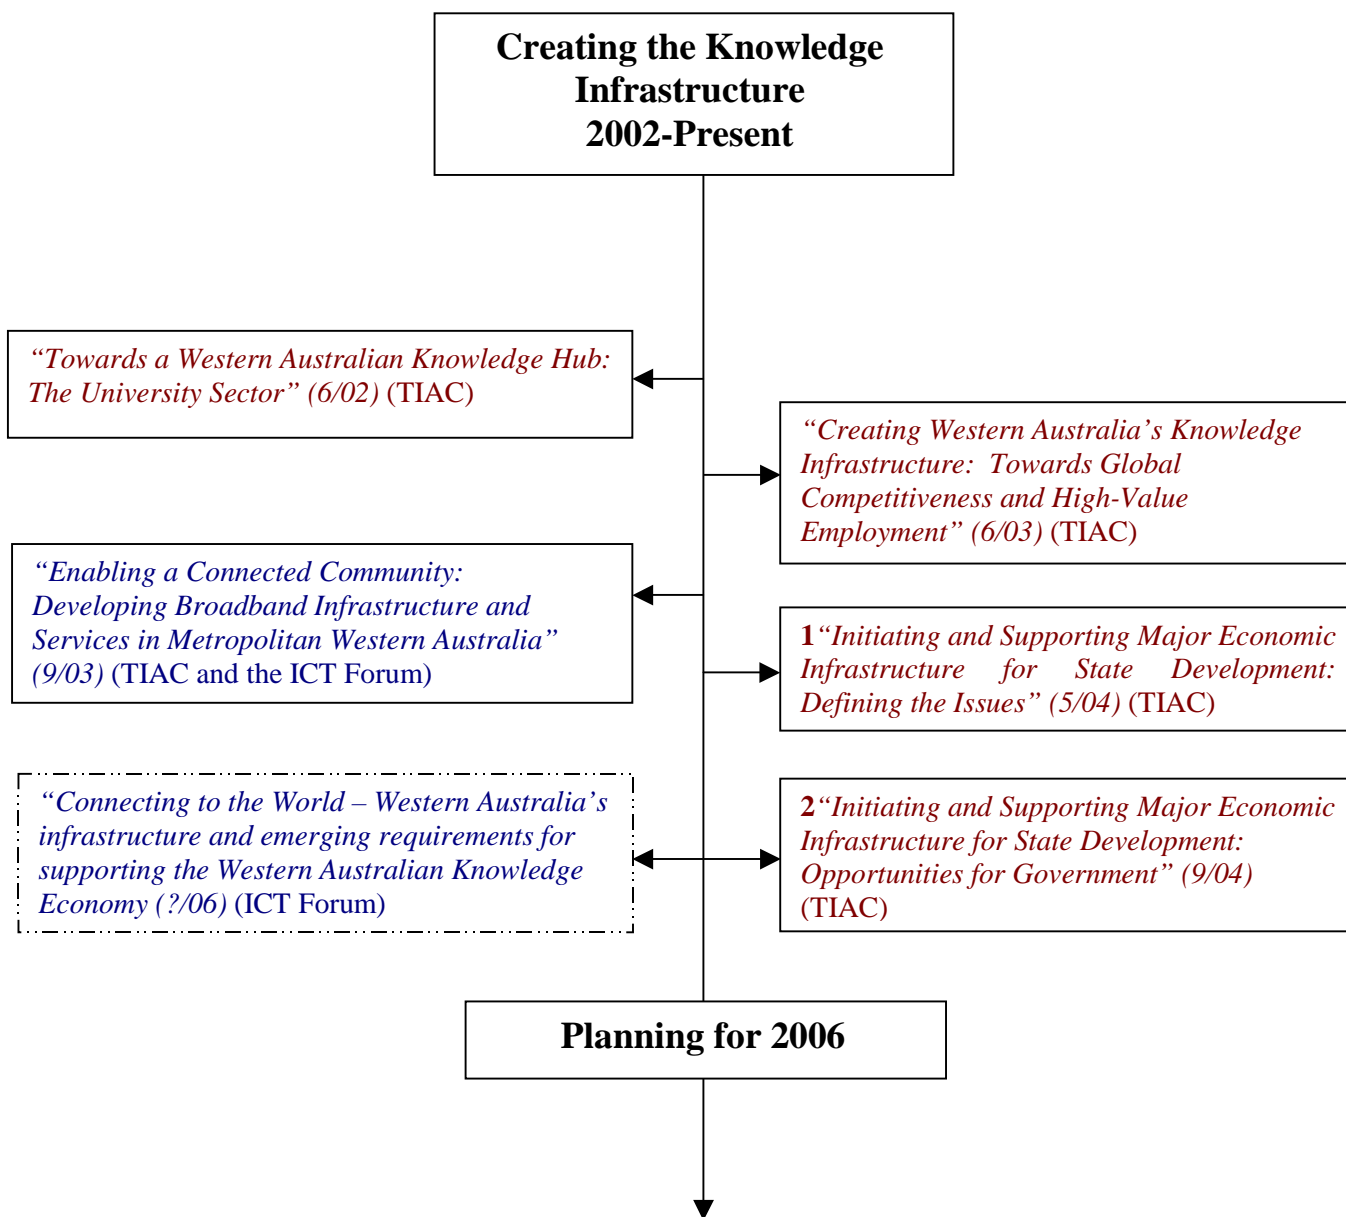 Creating the Knowledge
Infrastructure
2002-Present
“Towards a Western Australian Knowledge Hub:
The University Sector” (6/02) (TIAC)
“Creating Western Australia’s Knowledge
Infrastructure:  Towards Global
Competitiveness and High-Value
Employment” (6/03) (TIAC)
“Enabling a Connected Community:
Developing Broadband Infrastructure and
Services in Metropolitan Western Australia”
(9/03) (TIAC and the ICT Forum)
1“Initiating and Supporting Major Economic
Infrastructure for State Development:
Defining the Issues” (5/04) (TIAC)
“Connecting to the World – Western Australia’s
infrastructure and emerging requirements for
supporting the Western Australian Knowledge
Economy (?/06) (ICT Forum)
2“Initiating and Supporting Major Economic
Infrastructure for State Development:
Opportunities for Government” (9/04)
(TIAC)
Planning for 2006